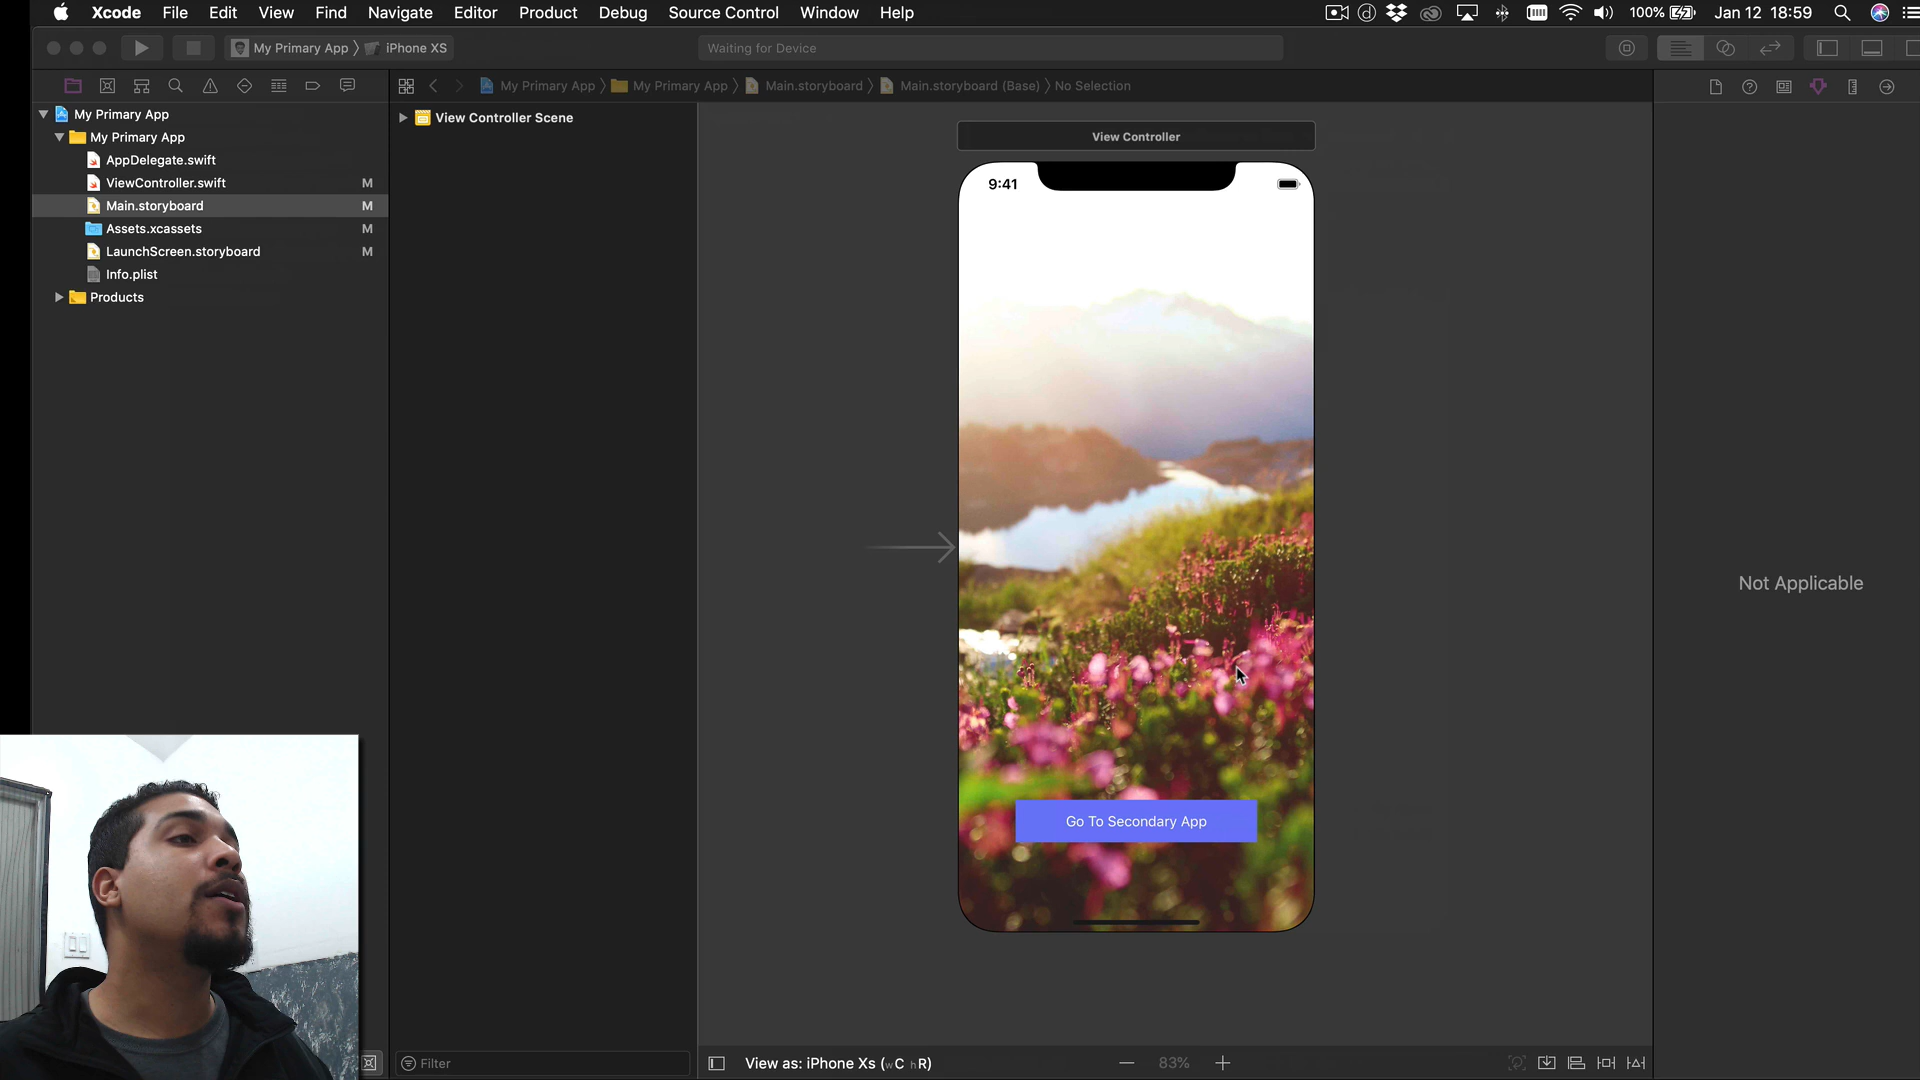 Xcode File Edit View Find Navigate Editor Product Debug Source Control Window Help 100% Jan 12 18:59
My Primary App iPhone XS Waiting for Device
My Primary App My Primary App Main.storyboard Main.storyboard (Base) No Selection
My Primary App
My Primary App
AppDelegate.swift
ViewController.swift M
Main.storyboard M
Assets.xcassets M
LaunchScreen.storyboard M
Info.plist
Products
View Controller Scene
View Controller
9:41
Go To Secondary App
Not Applicable
Filter
View as: iPhone Xs (wC hR)
83%